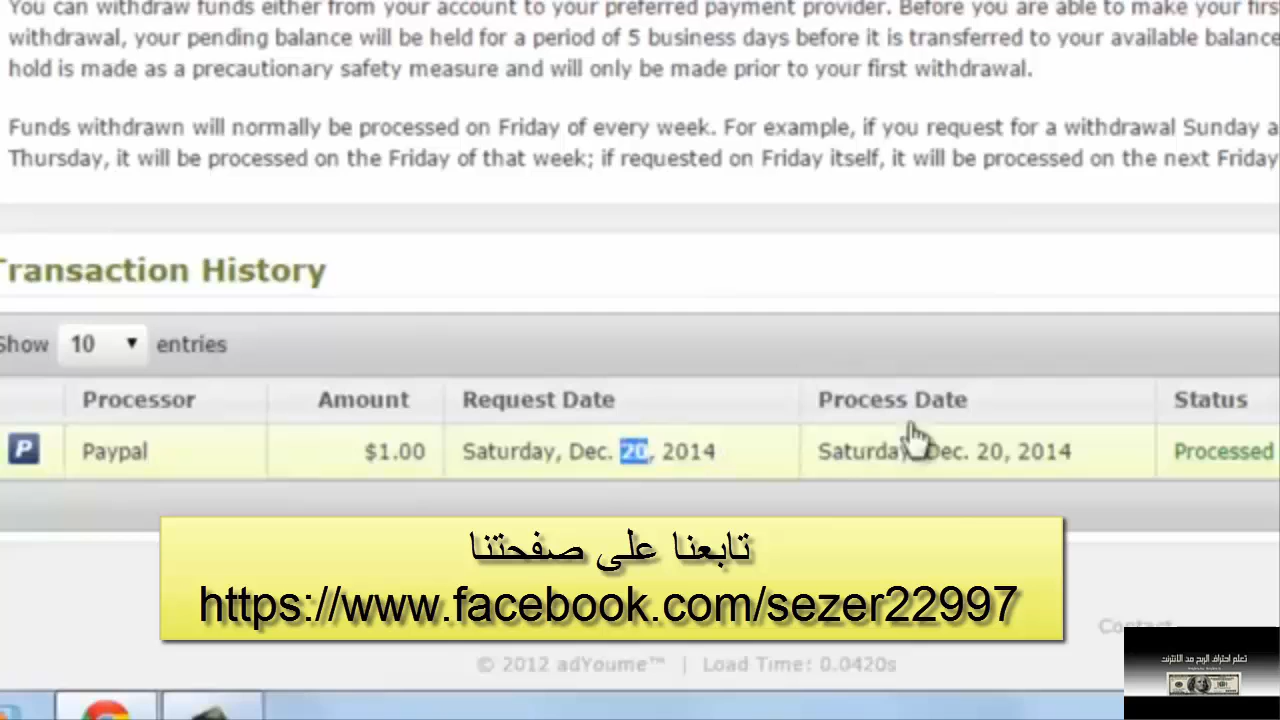 You can withdraw funds either from your account to your preferred payment provider. Before you are able to make your firs
withdrawal, your pending balance will be held for a period of 5 business days before it is transferred to your available balance
hold is made as a precautionary safety measure and will only be made prior to your first withdrawal.
Funds withdrawn will normally be processed on Friday of every week. For example, if you request for a withdrawal Sunday a
Thursday, it will be processed on the Friday of that week; if requested on Friday itself, it will be processed on the next Friday
Transaction History
Show 10 entries
Processor Amount Request Date Process Date Status
Paypal $1.00 Saturday, Dec. 20, 2014 Saturday, Dec. 20, 2014 Processed
تابعنا على صفحتنا
https://www.facebook.com/sezer22997
Contact
© 2012 adYoume™ | Load Time: 0.0420s
تعلم احتراف الربح مد الانترنت